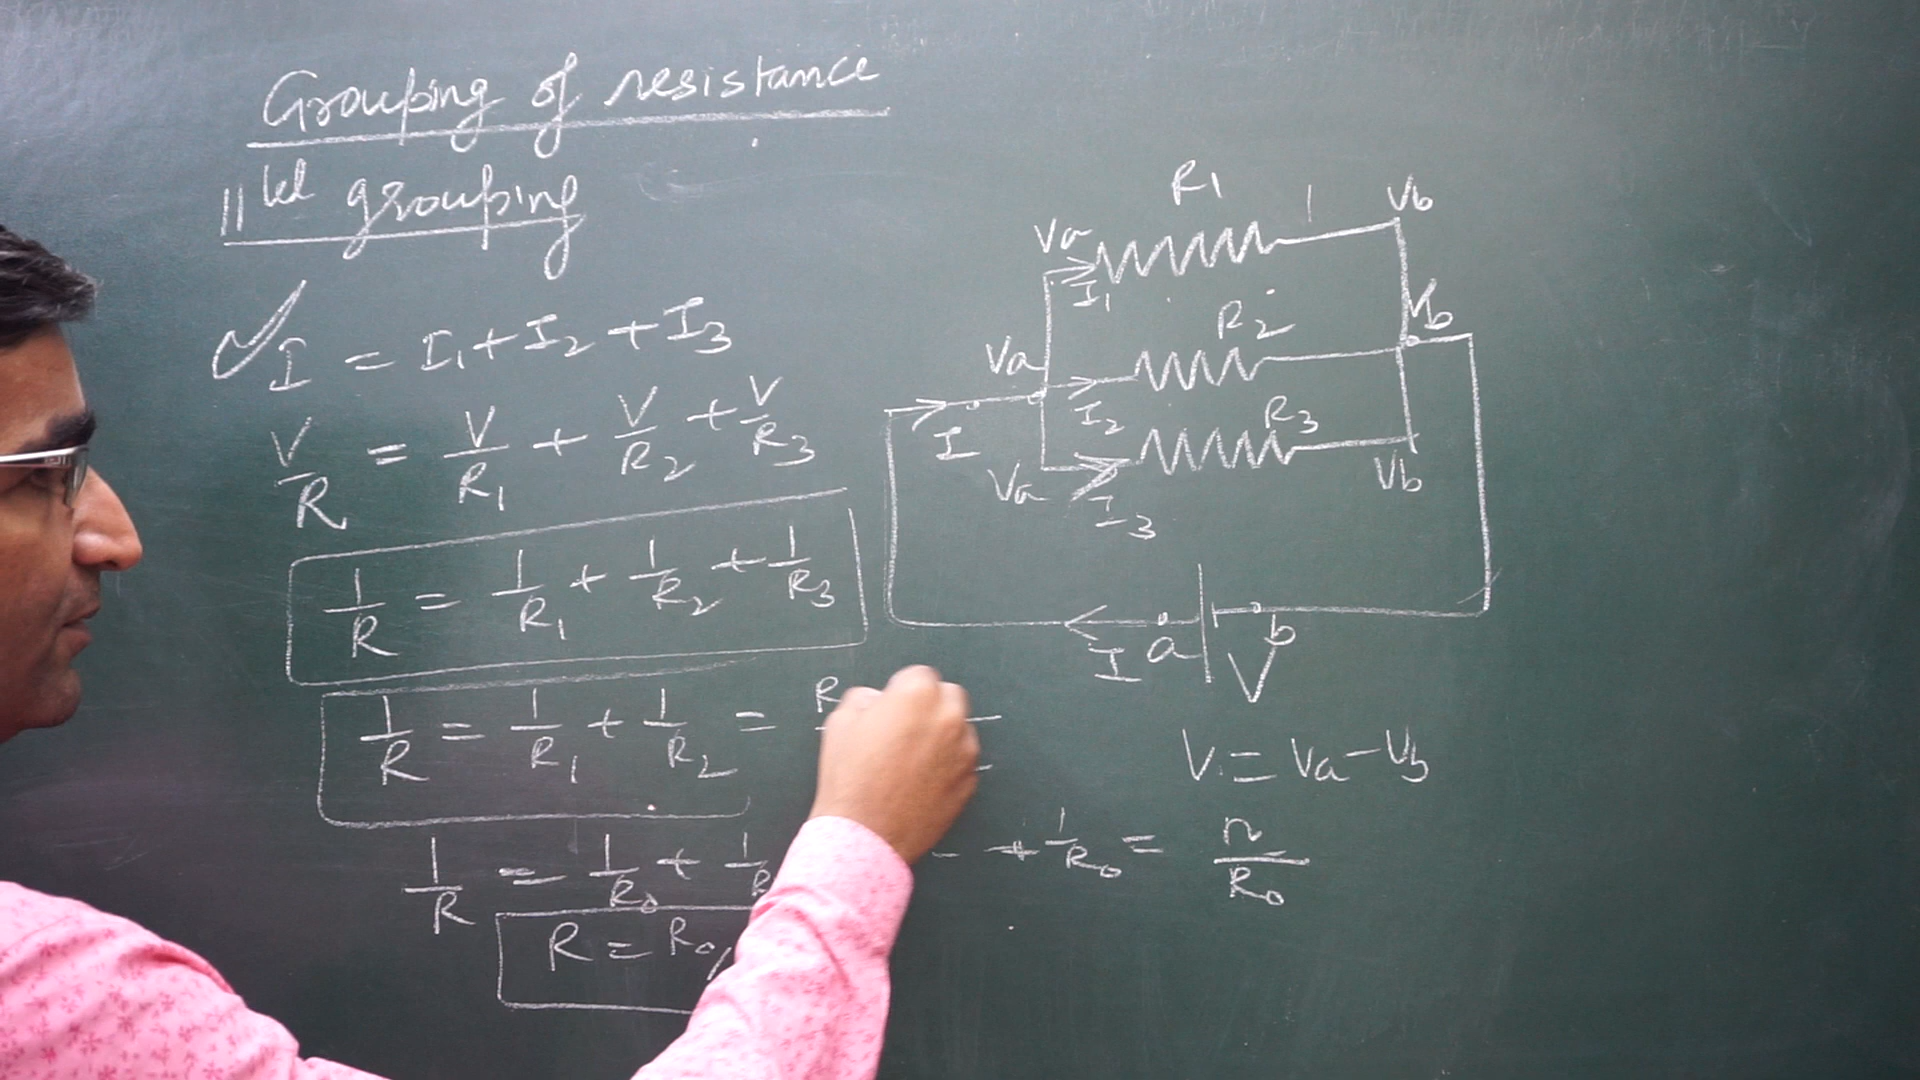 Grouping of resistance
||lel grouping
✓ I = I1 + I2 + I3
V/R = V/R1 + V/R2 + V/R3
1/R = 1/R1 + 1/R2 + 1/R3
1/R = 1/R1 + 1/R2 = R
1/R = 1/R0 + 1/R - + 1/R0 = n/R0
R = R0/
R1
Va
Vb
I1
R2
Vb
Va
I2
I
R3
Va
Vb
I3
I
a
b
V
V = Va - Vb